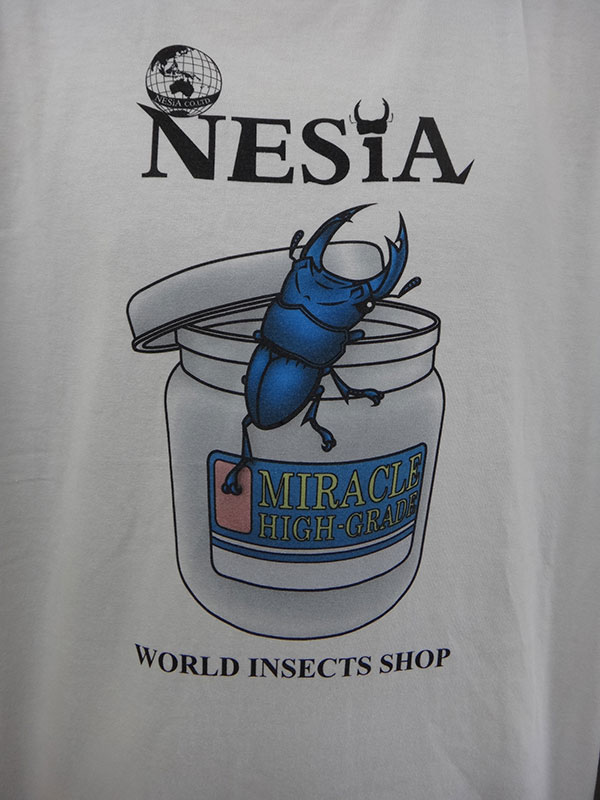 NESiA CO.LTD
NESiA
MIRACLE
HIGH-GRADE
WORLD INSECTS SHOP